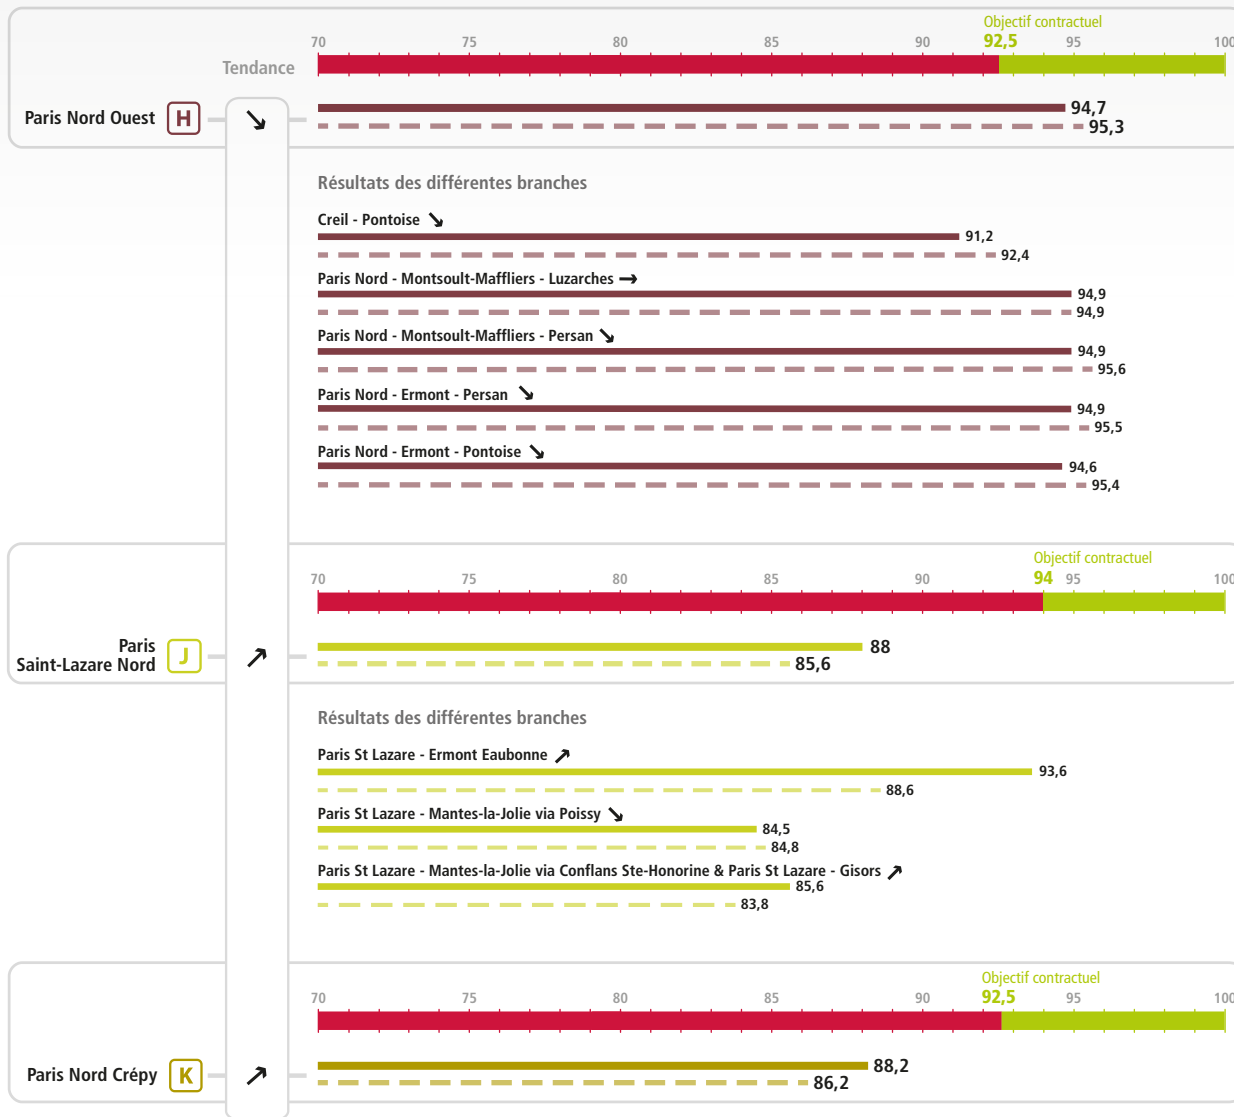 Objectif contractuel
70 75 80 85 90 92,5 95 100
Tendance
Paris Nord Ouest H
94,7
95,3
Résultats des différentes branches
Creil - Pontoise
91,2
92,4
Paris Nord - Montsoult-Maffliers - Luzarches
94,9
94,9
Paris Nord - Montsoult-Maffliers - Persan
94,9
95,6
Paris Nord - Ermont - Persan
94,9
95,5
Paris Nord - Ermont - Pontoise
94,6
95,4
Objectif contractuel
70 75 80 85 90 94 95 100
Paris
Saint-Lazare Nord J
88
85,6
Résultats des différentes branches
Paris St Lazare - Ermont Eaubonne
93,6
88,6
Paris St Lazare - Mantes-la-Jolie via Poissy
84,5
84,8
Paris St Lazare - Mantes-la-Jolie via Conflans Ste-Honorine & Paris St Lazare - Gisors
85,6
83,8
Objectif contractuel
70 75 80 85 90 92,5 95 100
Paris Nord Crépy K
88,2
86,2